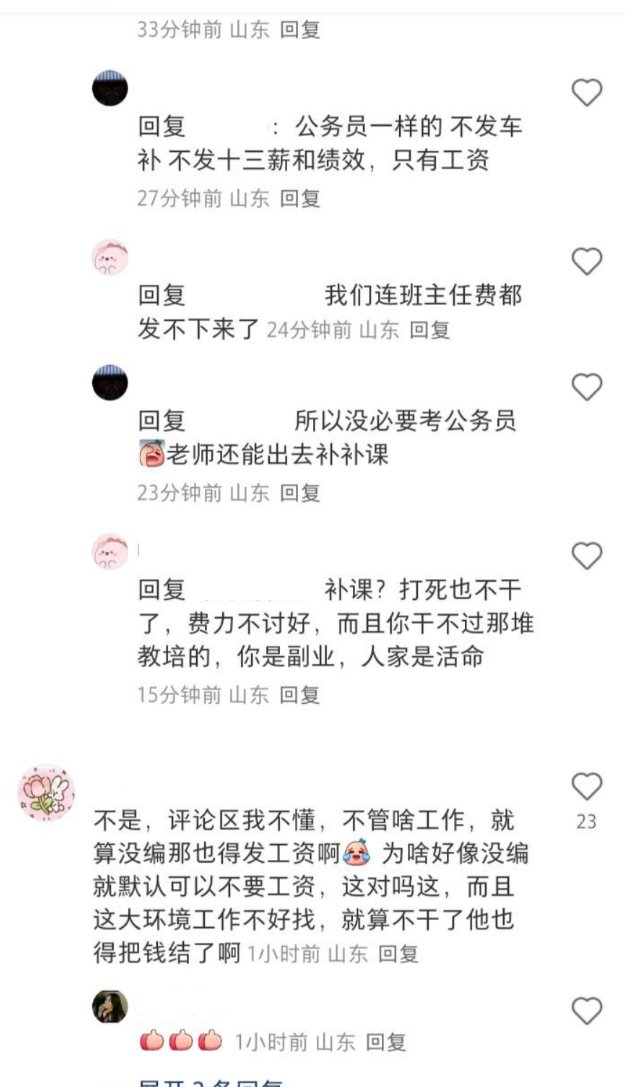 33分钟前 山东 回复
回复 ：公务员一样的 不发车
补 不发十三薪和绩效，只有工资
27分钟前 山东 回复
回复 我们连班主任费都
发不下来了 24分钟前 山东 回复
回复 所以没必要考公务员
老师还能出去补补课
23分钟前 山东 回复
回复 补课？打死也不干
了，费力不讨好，而且你干不过那堆
教培的，你是副业，人家是活命
15分钟前 山东 回复
不是，评论区我不懂，不管啥工作，就
23
算没编那也得发工资啊 为啥好像没编
就默认可以不要工资，这对吗这，而且
这大环境工作不好找，就算不干了他也
得把钱结了啊 1小时前 山东 回复
1小时前 山东 回复
展开 2 条回复